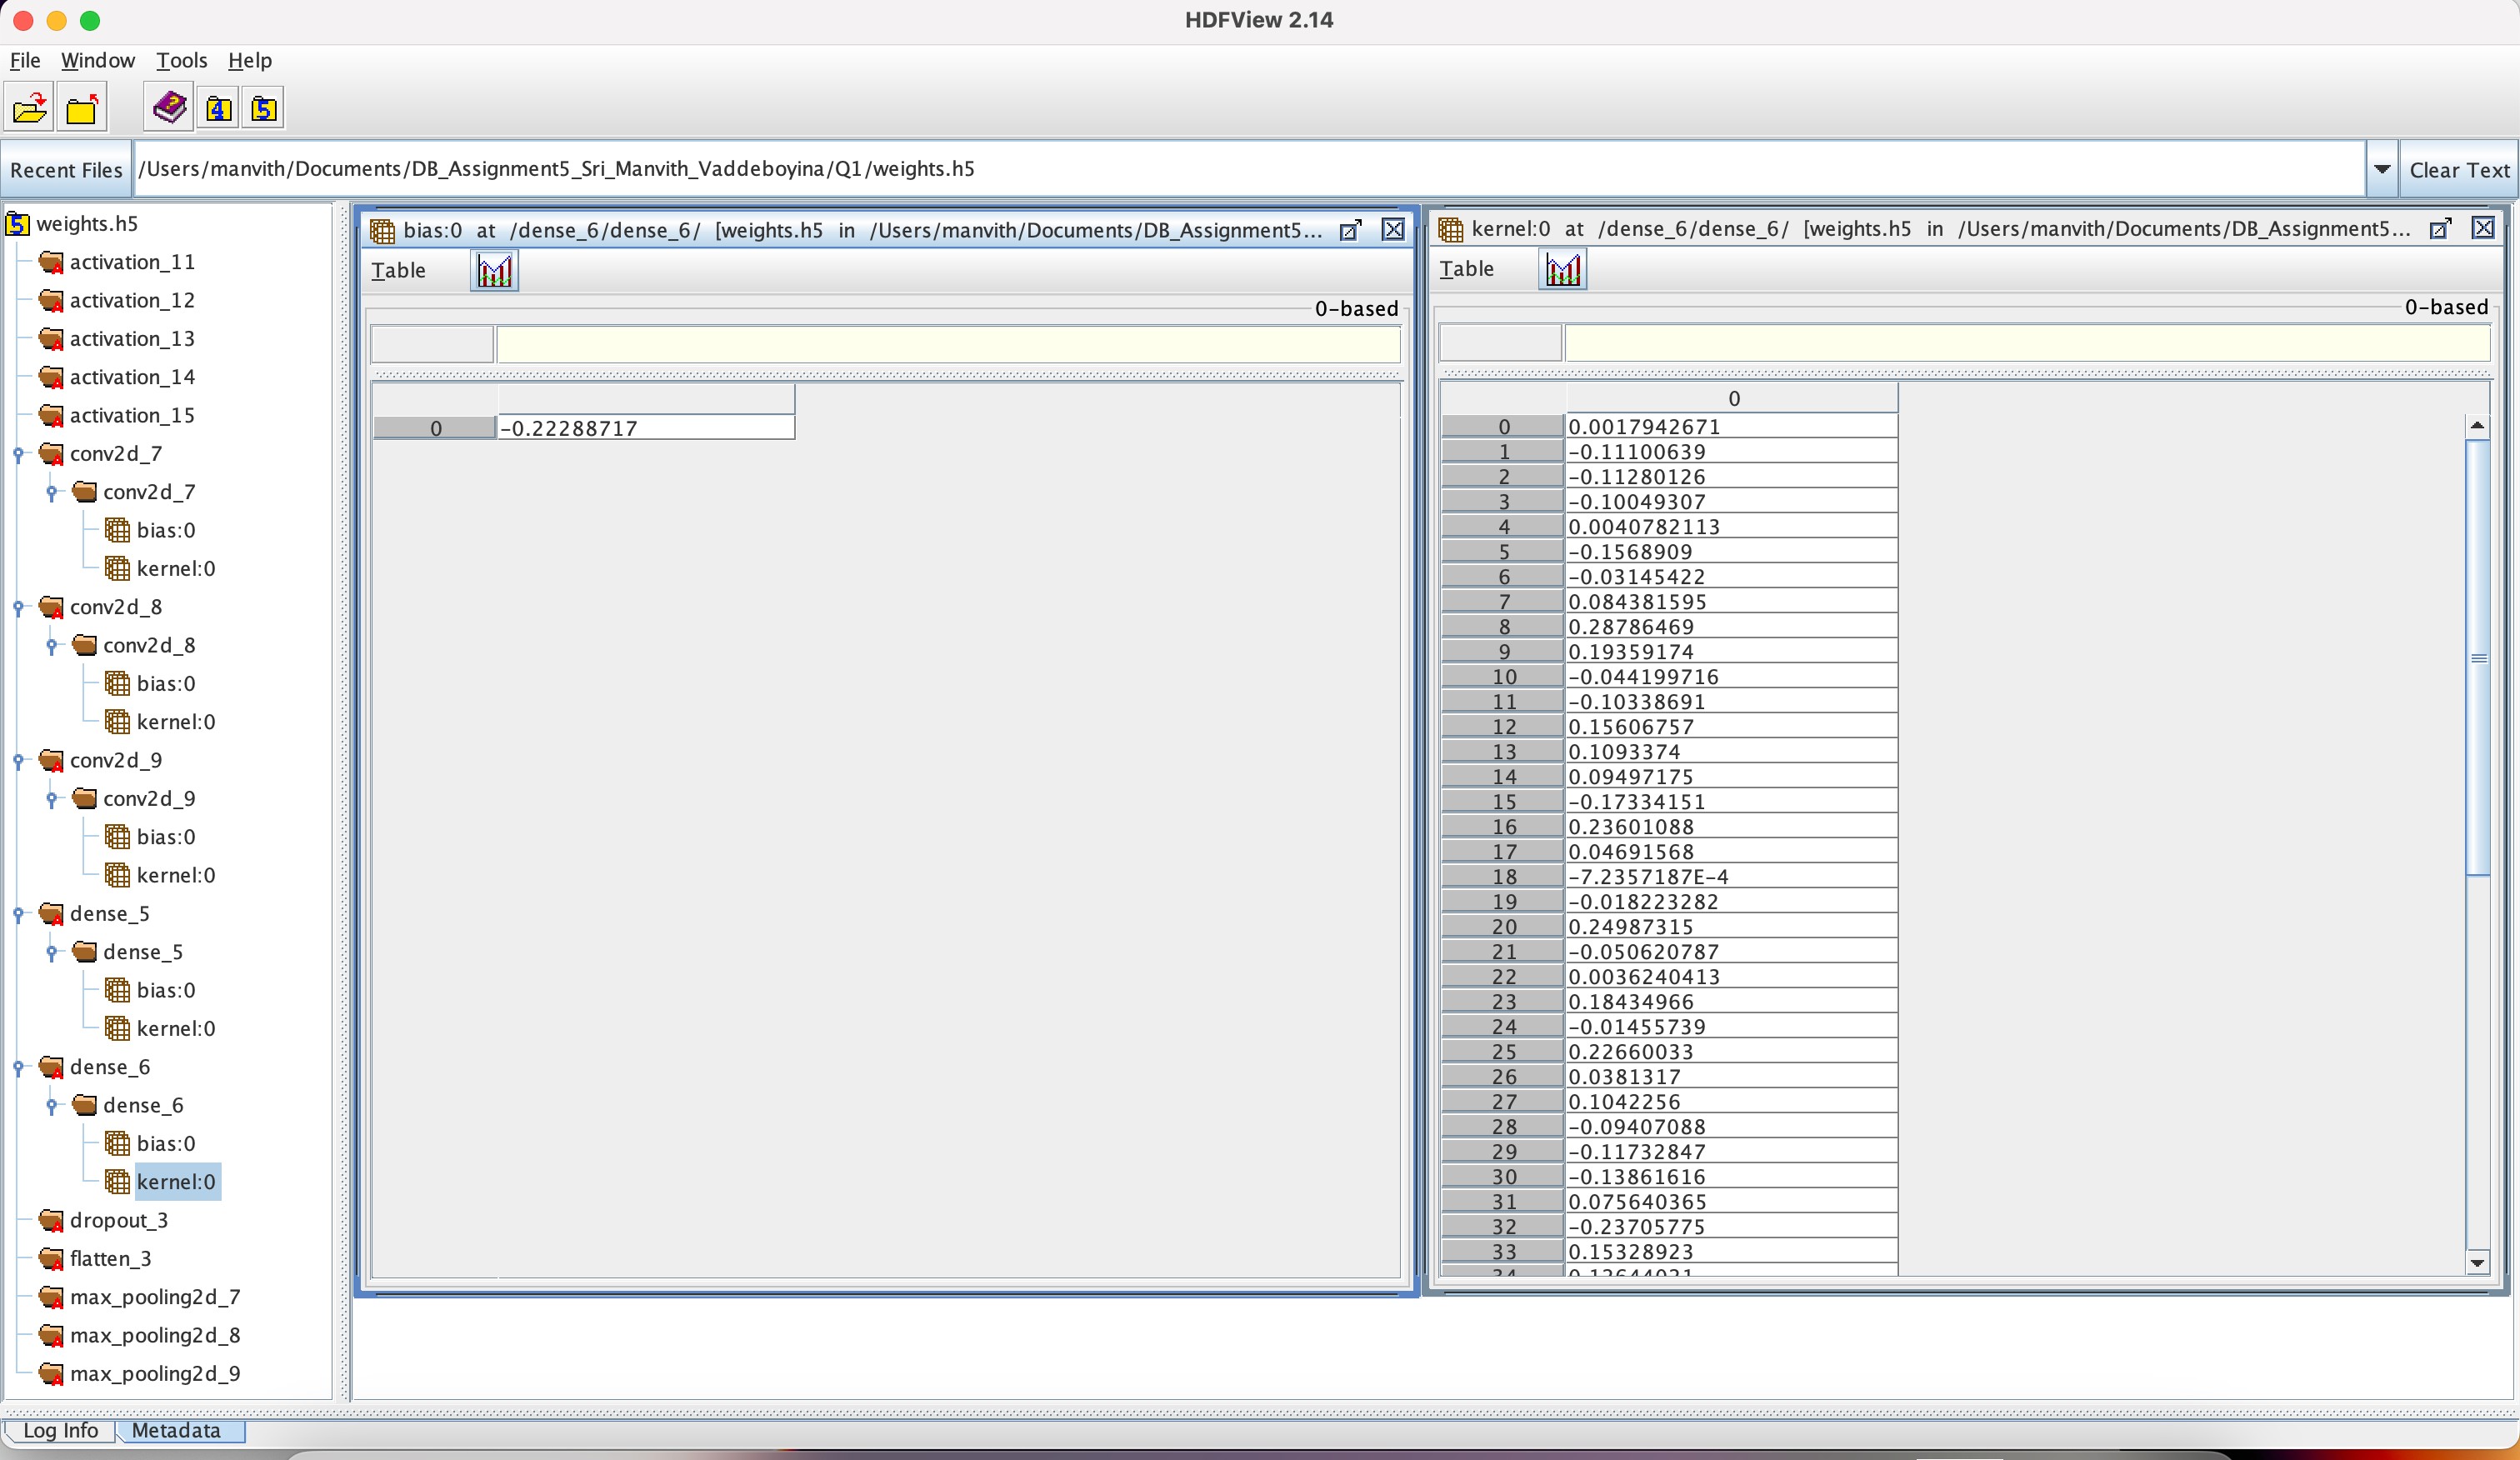 HDFView 2.14
File Window Tools Help
4 5
Recent Files /Users/manvith/Documents/DB_Assignment5_Sri_Manvith_Vaddeboyina/Q1/weights.h5 Clear Text
5 weights.h5
activation_11
activation_12
activation_13
activation_14
activation_15
conv2d_7
conv2d_7
bias:0
kernel:0
conv2d_8
conv2d_8
bias:0
kernel:0
conv2d_9
conv2d_9
bias:0
kernel:0
dense_5
dense_5
bias:0
kernel:0
dense_6
dense_6
bias:0
kernel:0
dropout_3
flatten_3
max_pooling2d_7
max_pooling2d_8
max_pooling2d_9
bias:0 at /dense_6/dense_6/ [weights.h5 in /Users/manvith/Documents/DB_Assignment5...
Table
0-based
0 -0.22288717
kernel:0 at /dense_6/dense_6/ [weights.h5 in /Users/manvith/Documents/DB_Assignment5...
Table
0-based
0
0 0.0017942671
1 -0.11100639
2 -0.11280126
3 -0.10049307
4 0.0040782113
5 -0.1568909
6 -0.03145422
7 0.084381595
8 0.28786469
9 0.19359174
10 -0.044199716
11 -0.10338691
12 0.15606757
13 0.1093374
14 0.09497175
15 -0.17334151
16 0.23601088
17 0.04691568
18 -7.2357187E-4
19 -0.018223282
20 0.24987315
21 -0.050620787
22 0.0036240413
23 0.18434966
24 -0.01455739
25 0.22660033
26 0.0381317
27 0.1042256
28 -0.09407088
29 -0.11732847
30 -0.13861616
31 0.075640365
32 -0.23705775
33 0.15328923
Log Info Metadata